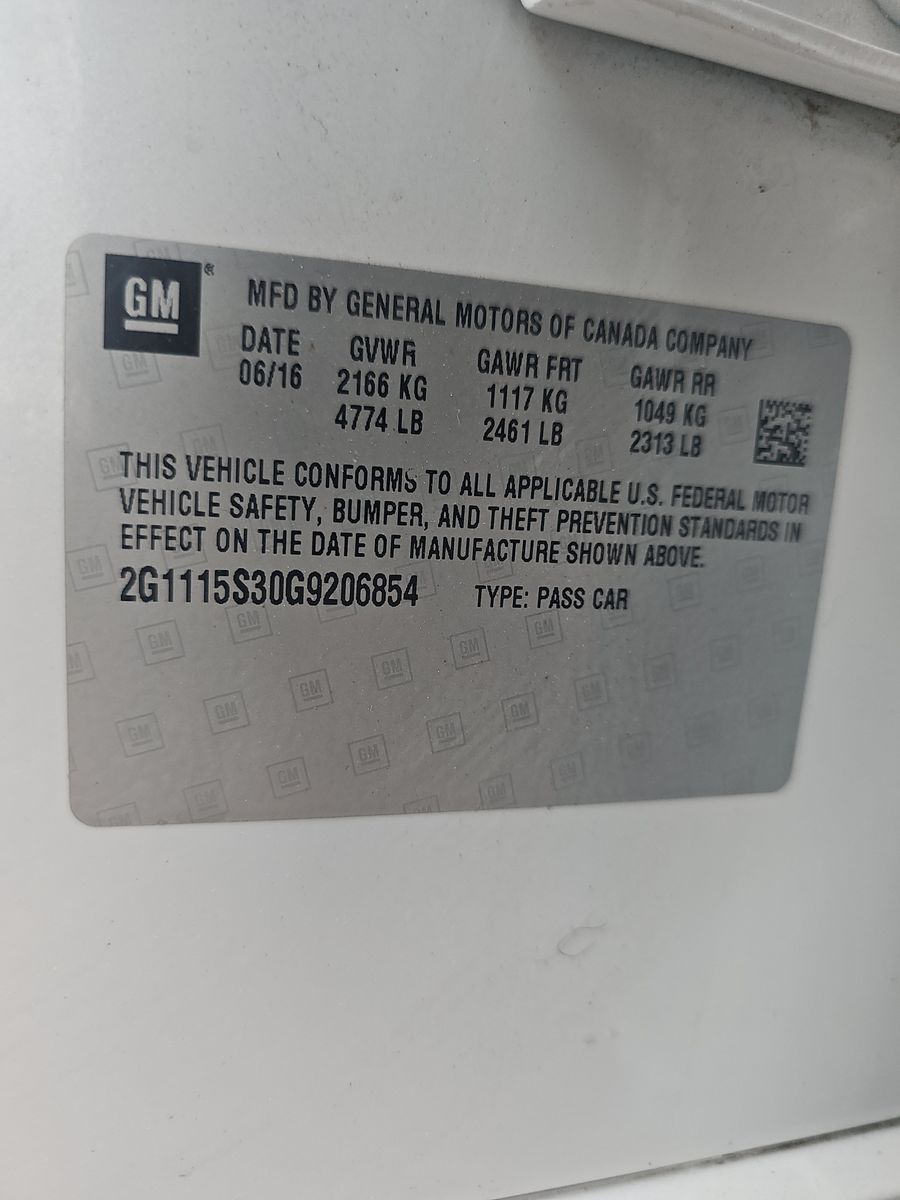 GM®
MFD BY GENERAL MOTORS OF CANADA COMPANY
DATE GVWR GAWR FRT GAWR RR
06/16 2166 KG 1117 KG 1049 KG
4774 LB 2461 LB 2313 LB
THIS VEHICLE CONFORMS TO ALL APPLICABLE U.S. FEDERAL MOTOR
VEHICLE SAFETY, BUMPER, AND THEFT PREVENTION STANDARDS IN
EFFECT ON THE DATE OF MANUFACTURE SHOWN ABOVE.
2G1115S30G9206854 TYPE: PASS CAR